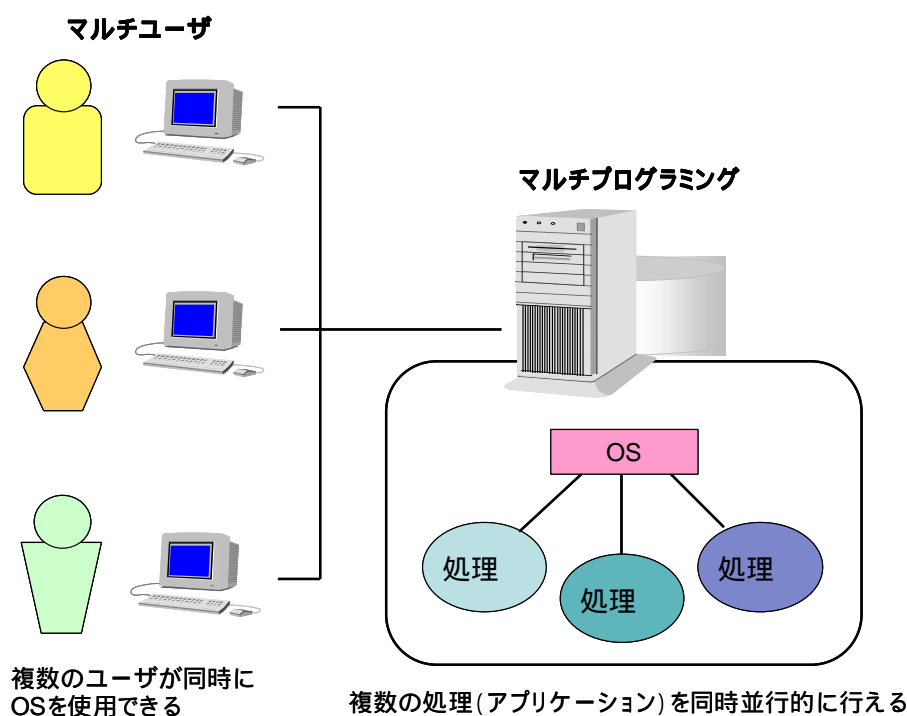 マルチユーザ
マルチプログラミング
OS
処理
処理
処理
複数のユーザが同時に
OSを使用できる
複数の処理(アプリケーション)を同時並行的に行える